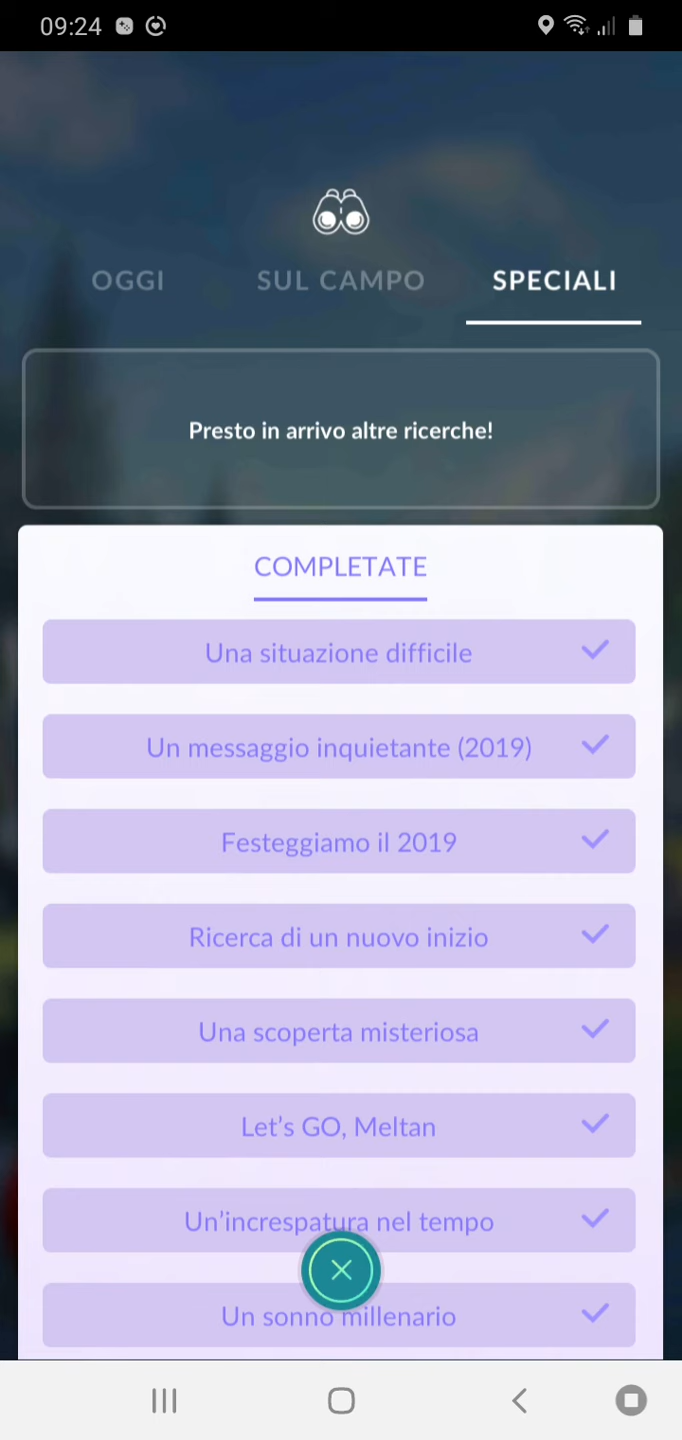 09:24
OGGI
SUL CAMPO
SPECIALI
Presto in arrivo altre ricerche!
COMPLETATE
Una situazione difficile
Un messaggio inquietante (2019)
Festeggiamo il 2019
Ricerca di un nuovo inizio
Una scoperta misteriosa
Let's GO, Meltan
Un'increspatura nel tempo
Un sonno millenario